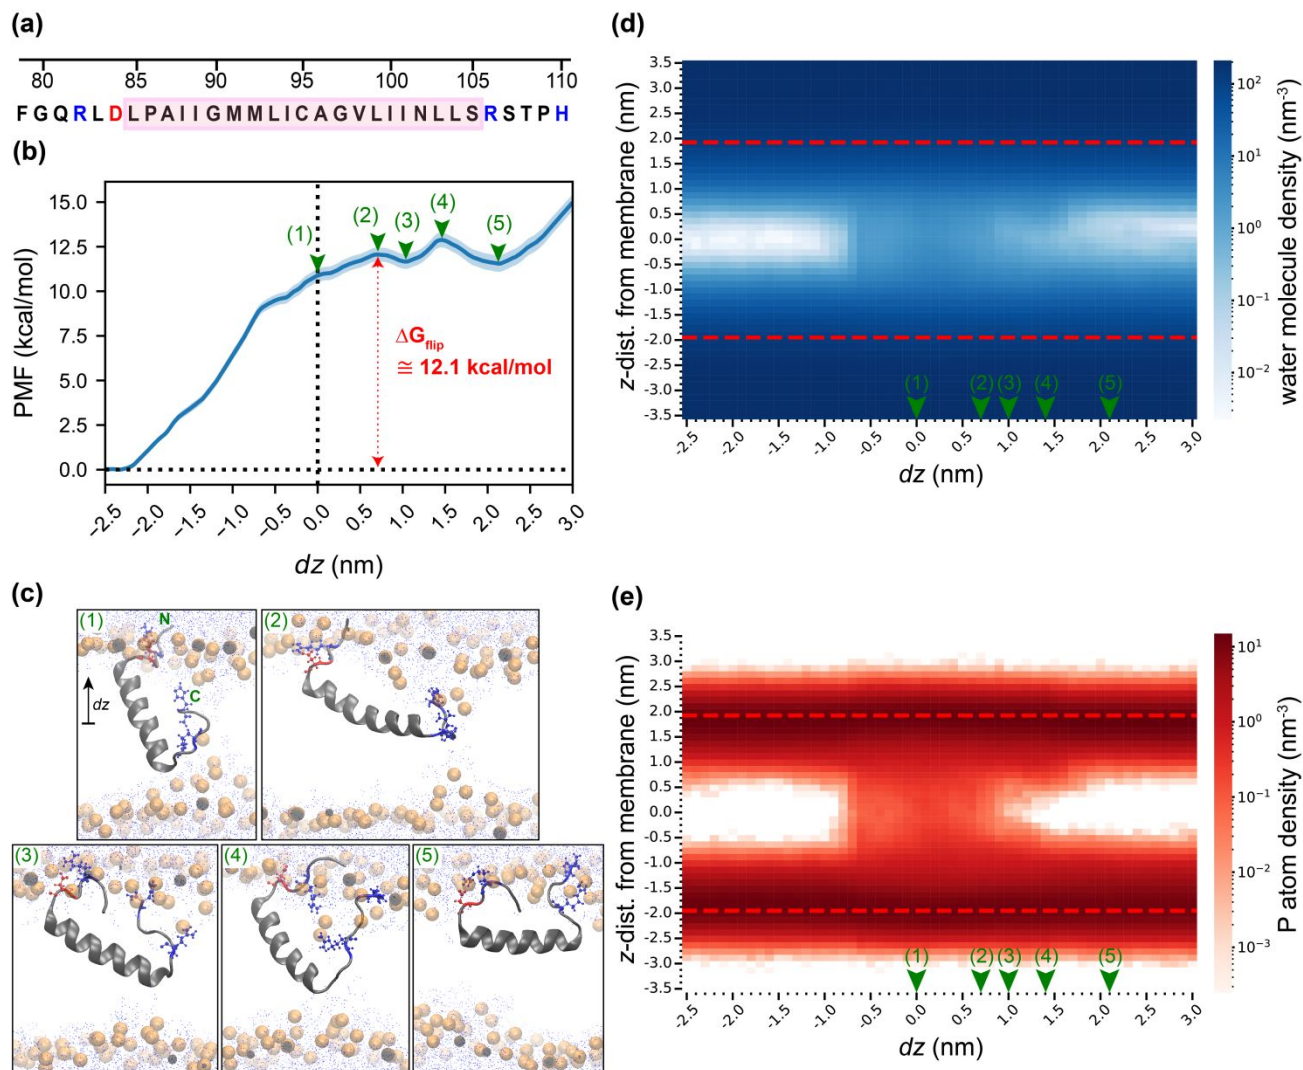 (a)
80 85 90 95 100 105 110
F G Q R L D L P A I I G M M L I C A G V L I I N L L S R S T P H
(b)
PMF (kcal/mol)
15.0
12.5
10.0
7.5
5.0
2.5
0.0
(1)
(2)
(3)
(4)
(5)
ΔGflip
≅ 12.1 kcal/mol
−2.5 −2.0 −1.5 −1.0 −0.5 0.0 0.5 1.0 1.5 2.0 2.5 3.0
dz (nm)
(c)
(1)
N
C
dz
(2)
(3)
(4)
(5)
(d)
z-dist. from membrane (nm)
3.5
3.0
2.5
2.0
1.5
1.0
0.5
0.0
-0.5
-1.0
-1.5
-2.0
-2.5
-3.0
-3.5
(1) (2) (3) (4) (5)
-2.5 -2.0 -1.5 -1.0 -0.5 0.0 0.5 1.0 1.5 2.0 2.5 3.0
dz (nm)
10²
10¹
10⁰
10⁻¹
10⁻²
water molecule density (nm⁻³)
(e)
z-dist. from membrane (nm)
3.5
3.0
2.5
2.0
1.5
1.0
0.5
0.0
-0.5
-1.0
-1.5
-2.0
-2.5
-3.0
-3.5
(1) (2) (3) (4) (5)
-2.5 -2.0 -1.5 -1.0 -0.5 0.0 0.5 1.0 1.5 2.0 2.5 3.0
dz (nm)
10¹
10⁰
10⁻¹
10⁻²
10⁻³
P atom density (nm⁻³)